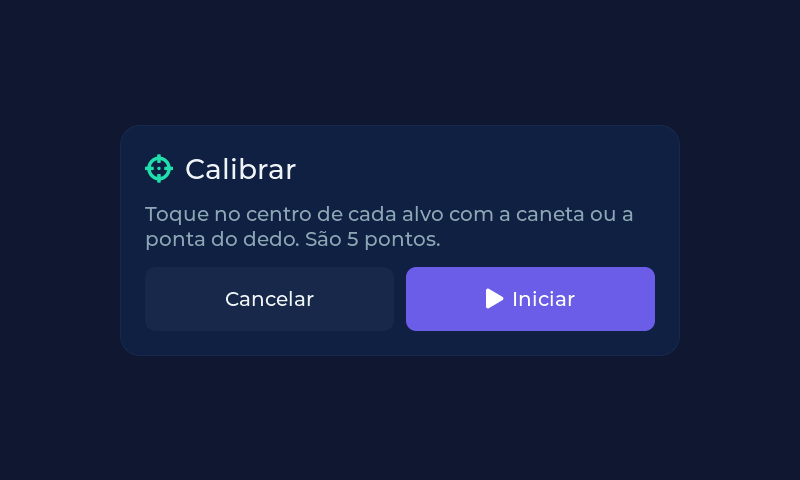 Calibrar
Toque no centro de cada alvo com a caneta ou a
ponta do dedo. São 5 pontos.
Cancelar
Iniciar